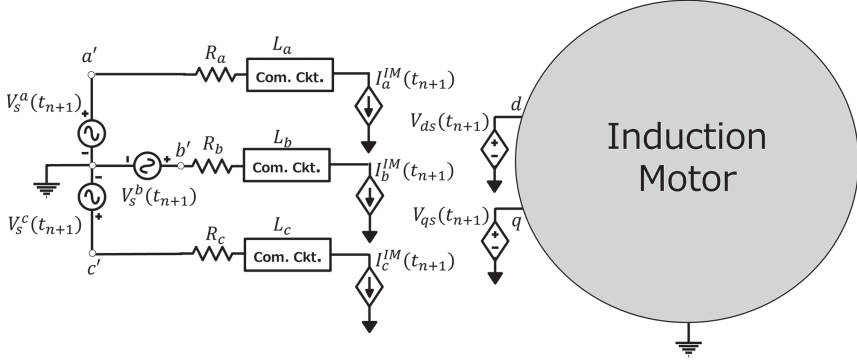 a′
V_s^a(t_{n+1})
+
-
R_a
L_a
Com. Ckt.
I_a^{IM}(t_{n+1})
-
+
b′
V_s^b(t_{n+1})
R_b
L_b
Com. Ckt.
I_b^{IM}(t_{n+1})
-
V_s^c(t_{n+1})
+
c′
R_c
L_c
Com. Ckt.
I_c^{IM}(t_{n+1})
d
V_{ds}(t_{n+1})
+
-
V_{qs}(t_{n+1})
q
+
-
Induction
Motor